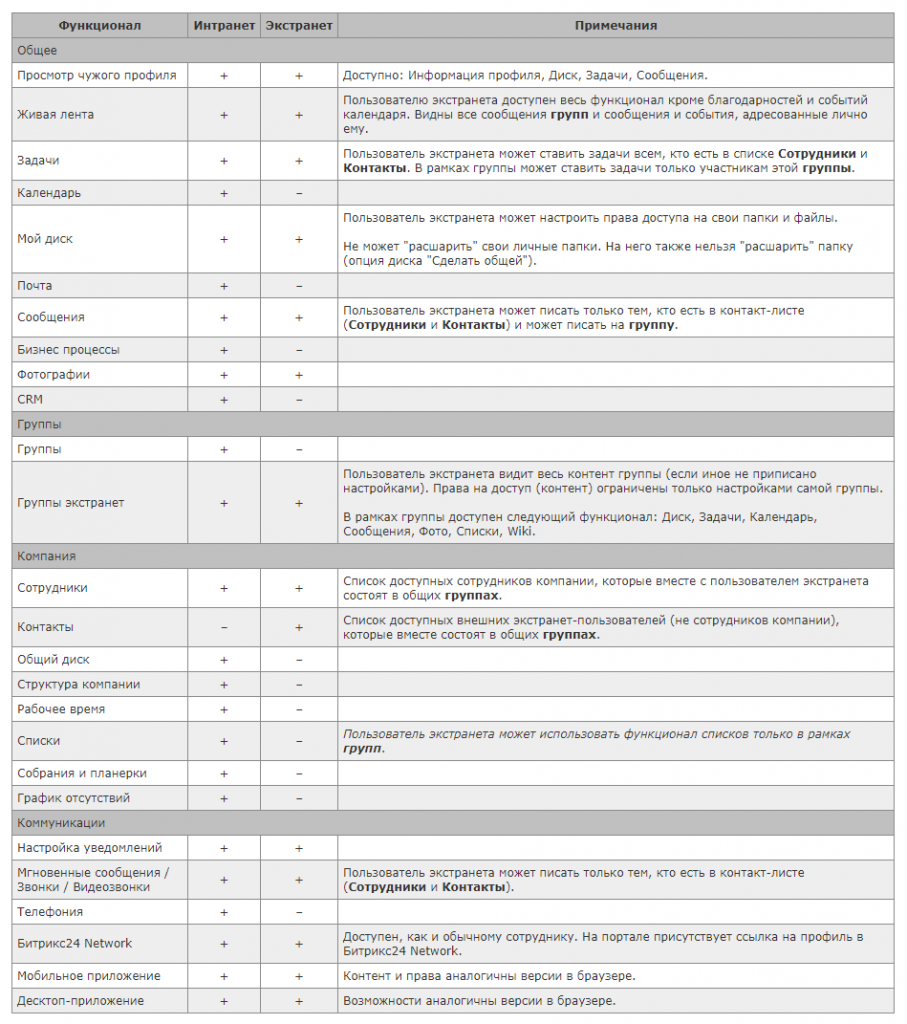 Функционал Интранет Экстранет Примечания
Общее
Просмотр чужого профиля + + Доступно: Информация профиля, Диск, Задачи, Сообщения.
Живая лента + + Пользователю экстранета доступен весь функционал кроме благодарностей и событий
календаря. Видны все сообщения групп и сообщения и события, адресованные лично
ему.
Задачи + + Пользователь экстранета может ставить задачи всем, кто есть в списке Сотрудники и
Контакты. В рамках группы может ставить задачи только участникам этой группы.
Календарь + –
Мой диск + + Пользователь экстранета может настроить права доступа на свои папки и файлы.
Не может "расшарить" свои личные папки. На него также нельзя "расшарить" папку
(опция диска "Сделать общей").
Почта + –
Сообщения + + Пользователь экстранета может писать только тем, кто есть в контакт-листе
(Сотрудники и Контакты) и может писать на группу.
Бизнес процессы + –
Фотографии + +
CRM + –
Группы
Группы + –
Группы экстранет + + Пользователь экстранета видит весь контент группы (если иное не приписано
настройками). Права на доступ (контент) ограничены только настройками самой группы.
В рамках группы доступен следующий функционал: Диск, Задачи, Календарь,
Сообщения, Фото, Списки, Wiki.
Компания
Сотрудники + + Список доступных сотрудников компании, которые вместе с пользователем экстранета
состоят в общих группах.
Контакты – + Список доступных внешних экстранет-пользователей (не сотрудников компании),
которые вместе состоят в общих группах.
Общий диск + –
Структура компании + –
Рабочее время + –
Списки + – Пользователь экстранета может использовать функционал списков только в рамках
групп.
Собрания и планерки + –
График отсутствий + –
Коммуникации
Настройка уведомлений + +
Мгновенные сообщения /
Звонки / Видеозвонки + + Пользователь экстранета может писать только тем, кто есть в контакт-листе
(Сотрудники и Контакты).
Телефония + –
Битрикс24 Network + + Доступен, как и обычному сотруднику. На портале присутствует ссылка на профиль в
Битрикс24 Network.
Мобильное приложение + + Контент и права аналогичны версии в браузере.
Десктоп-приложение + + Возможности аналогичны версии в браузере.